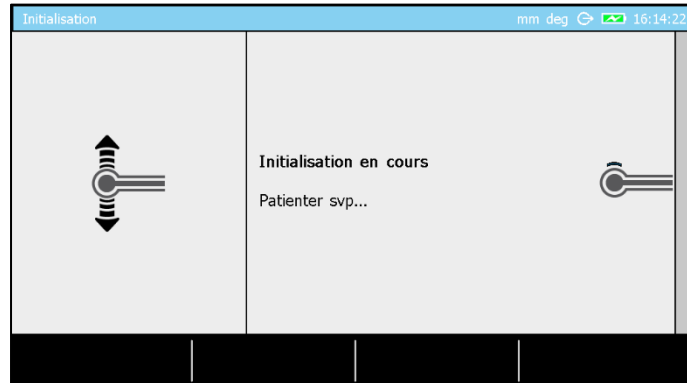 Initialisation mm deg 16:14:22
Initialisation en cours
Patienter svp...